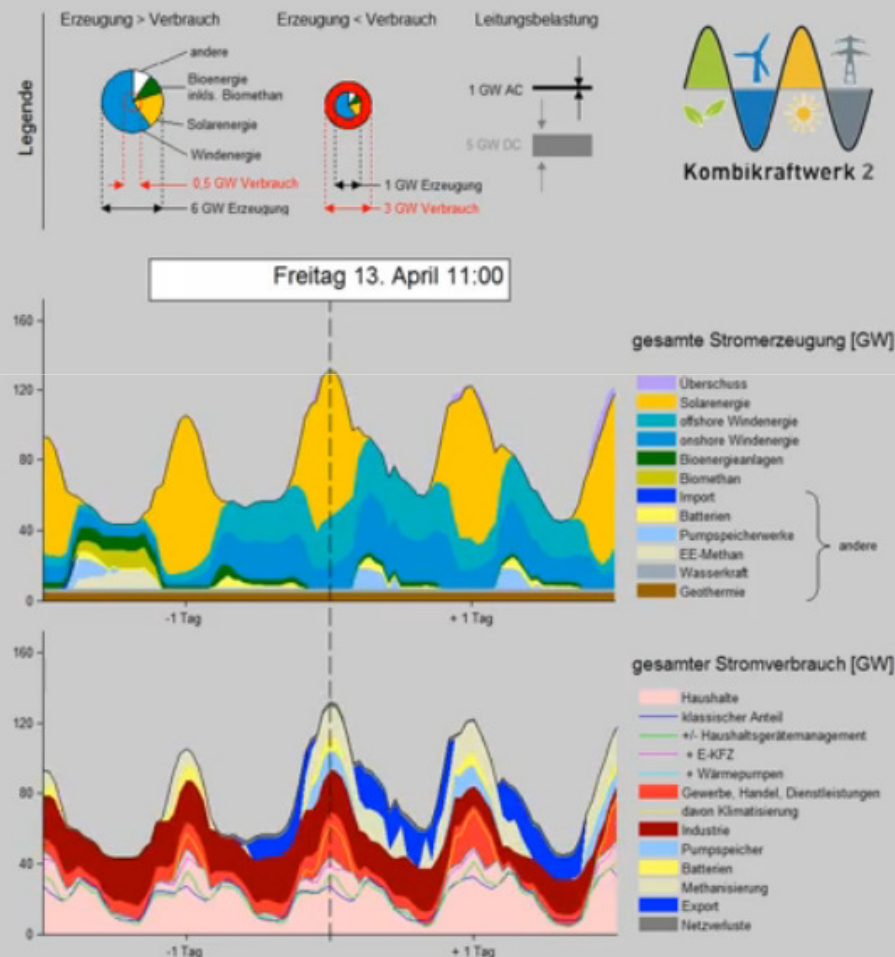 Erzeugung > Verbrauch
Erzeugung < Verbrauch
Leitungsbelastung
Legende
andere
Bioenergie
inkls. Biomethan
Solarenergie
Windenergie
0,5 GW Verbrauch
6 GW Erzeugung
1 GW Erzeugung
3 GW Verbrauch
1 GW AC
5 GW DC
Kombikraftwerk 2
Freitag 13. April 11:00
gesamte Stromerzeugung [GW]
160
120
80
40
0
-1 Tag
+ 1 Tag
Überschuss
Solarenergie
offshore Windenergie
onshore Windenergie
Bioenergieanlagen
Biomethan
Import
Batterien
Pumpspeicherwerke
EE-Methan
Wasserkraft
Geothermie
andere
gesamter Stromverbrauch [GW]
160
120
80
40
0
-1 Tag
+ 1 Tag
Haushalte
klassischer Anteil
+/- Haushaltsgerätemanagement
+ E-KFZ
+ Wärmepumpen
Gewerbe, Handel, Dienstleistungen
davon Klimatisierung
Industrie
Pumpspeicher
Batterien
Methanisierung
Export
Netzverluste